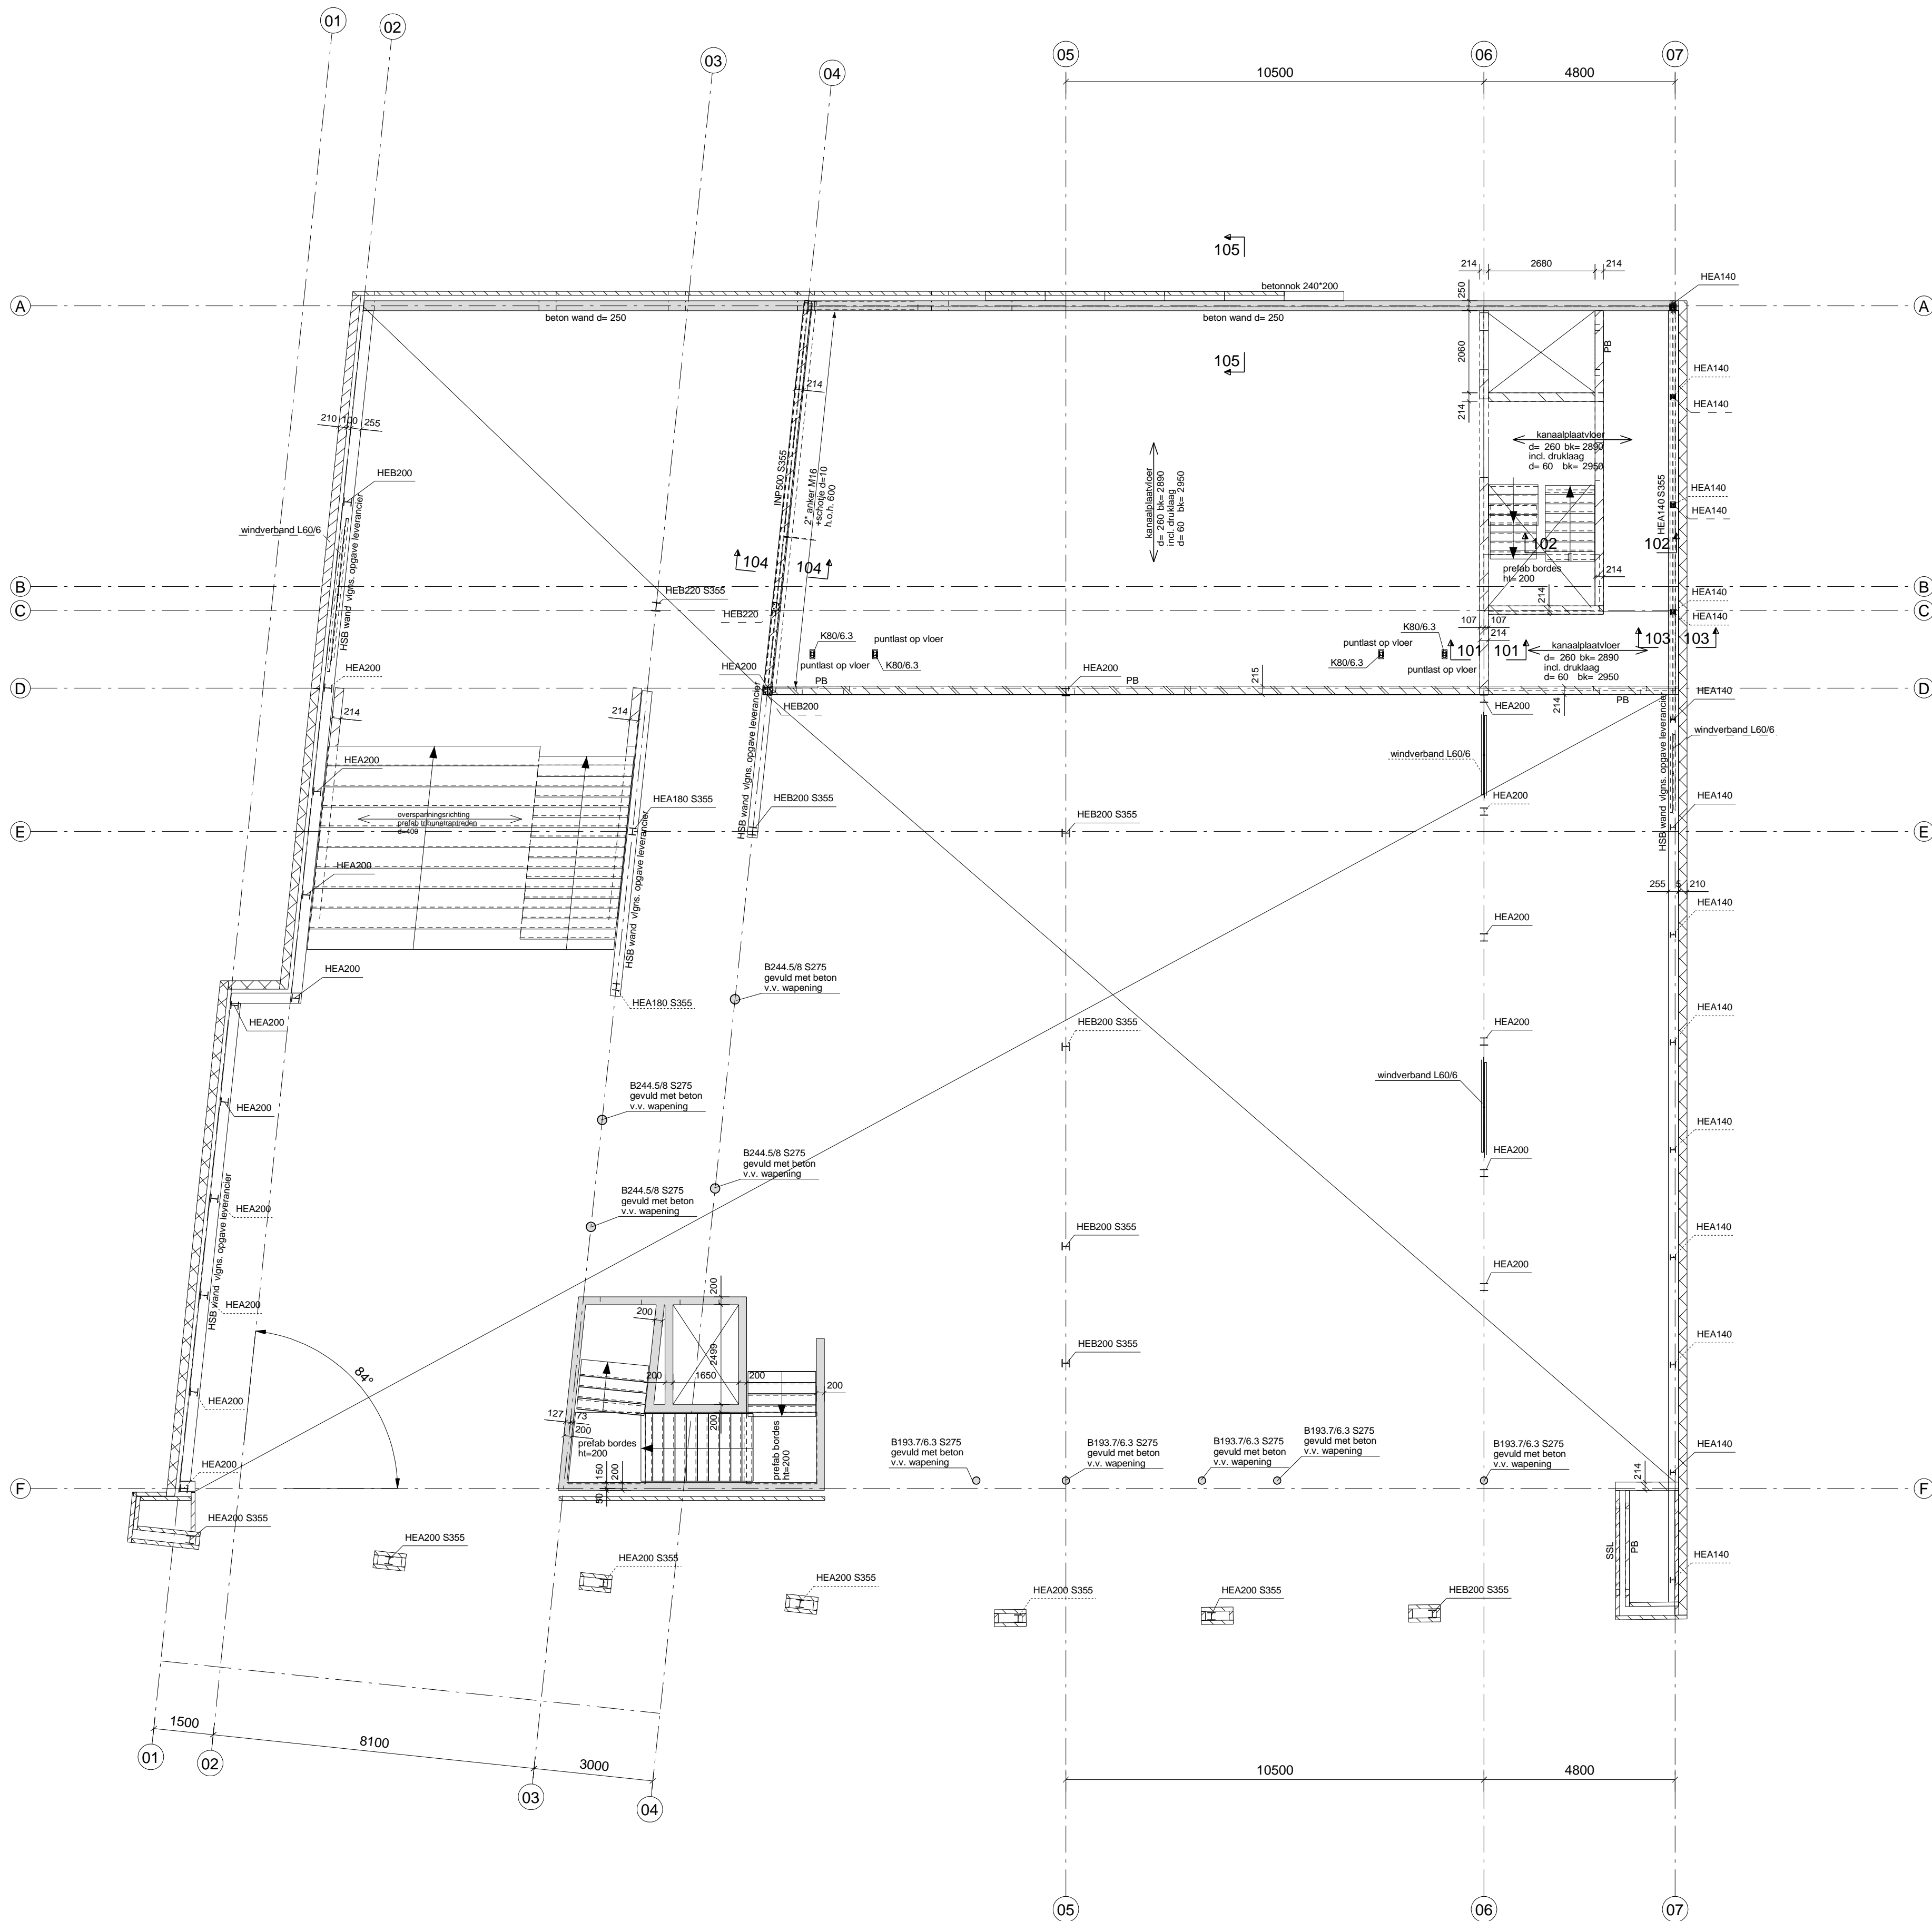 01
02
03
04
05
06
07
10500
4800
105
betonnok 240*200
214
2680
214
HEA140
250
A
A
beton wand d= 250
beton wand d= 250
2060
PB
105
HEA140
214
HEA140
214
210
100
255
kanaalplaatvloer
d= 260 bk= 2890
incl. druklaag
d= 60 bk= 2950
HEB200
INP500 S355
2* anker M16
+schotje d=10
h.o.h. 600
kanaalplaatvloer
d= 260 bk= 2890
incl. druklaag
d= 60 bk= 2950
HEA140 S355
HEA140
HEA140
windverband L60/6
HSB wand vlgns. opgave leverancier
104
104
102
102
prefab bordes
ht= 200
214
B
B
HEB220 S355
HEA140
214
C
C
HEB220
HEA140
107
107
214
K80/6.3
puntlast op vloer
K80/6.3
puntlast op vloer
K80/6.3
puntlast op vloer
K80/6.3
puntlast op vloer
101
101
103
103
kanaalplaatvloer
d= 260 bk= 2890
incl. druklaag
d= 60 bk= 2950
HEA200
HEA200
HEA200
215
PB
PB
D
D
HEA140
PB
214
HEB200
HEA200
214
214
HSB wand vlgns. opgave leverancier
HSB wand vlgns. opgave leverancier
windverband L60/6
windverband L60/6
HEA200
HEA200
HEA140
HEA180 S355
HEB200 S355
HEB200 S355
overspanningsrichting
prefab tribunetraptreden
d=400
E
E
HSB wand vlgns. opgave leverancier
HEA200
255
5
210
HEA140
HEA200
HEA200
B244.5/8 S275
gevuld met beton
v.v. wapening
HEA180 S355
HEA140
HEA200
HEB200 S355
HEA200
windverband L60/6
B244.5/8 S275
gevuld met beton
v.v. wapening
HEA200
HEA140
B244.5/8 S275
gevuld met beton
v.v. wapening
HEA200
B244.5/8 S275
gevuld met beton
v.v. wapening
HEA200
HSB wand vlgns. opgave leverancier
HEB200 S355
HEA140
HEA200
HEA200
200
200
2499
HEB200 S355
HEA140
84°
200
1650
200
200
HEA200
127
73
200
200
prefab bordes
ht=200
prefab bordes
ht=200
B193.7/6.3 S275
gevuld met beton
v.v. wapening
B193.7/6.3 S275
gevuld met beton
v.v. wapening
B193.7/6.3 S275
gevuld met beton
v.v. wapening
B193.7/6.3 S275
gevuld met beton
v.v. wapening
B193.7/6.3 S275
gevuld met beton
v.v. wapening
HEA140
HEA200
150
200
50
214
F
F
HEA200 S355
HEA200 S355
HEA200 S355
HEA200 S355
HEA200 S355
HEA200 S355
HEB200 S355
SSL
PB
HEA140
1500
8100
3000
10500
4800
01
02
03
04
05
06
07